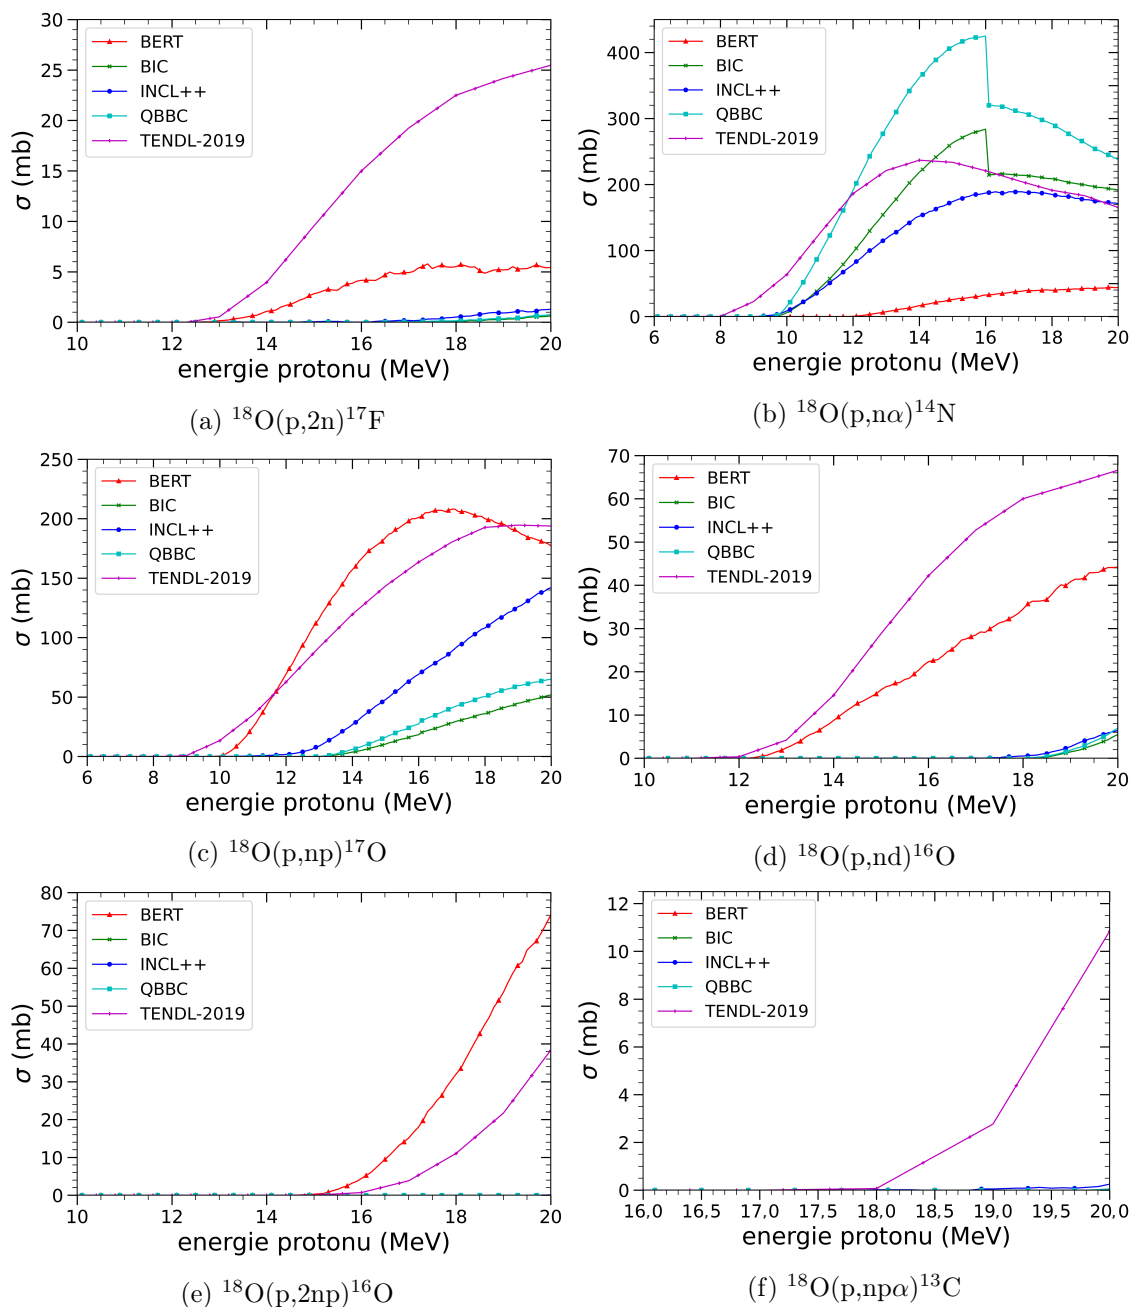 30
25
20
15
10
5
0
σ (mb)
BERT
BIC
INCL++
QBBC
TENDL-2019
10 12 14 16 18 20
energie protonu (MeV)
(a) ¹⁸O(p,2n)¹⁷F
400
300
200
100
0
σ (mb)
BERT
BIC
INCL++
QBBC
TENDL-2019
6 8 10 12 14 16 18 20
energie protonu (MeV)
(b) ¹⁸O(p,nα)¹⁴N
250
200
150
100
50
0
σ (mb)
BERT
BIC
INCL++
QBBC
TENDL-2019
6 8 10 12 14 16 18 20
energie protonu (MeV)
(c) ¹⁸O(p,np)¹⁷O
70
60
50
40
30
20
10
0
σ (mb)
BERT
BIC
INCL++
QBBC
TENDL-2019
10 12 14 16 18 20
energie protonu (MeV)
(d) ¹⁸O(p,nd)¹⁶O
80
70
60
50
40
30
20
10
0
σ (mb)
BERT
BIC
INCL++
QBBC
TENDL-2019
10 12 14 16 18 20
energie protonu (MeV)
(e) ¹⁸O(p,2np)¹⁶O
12
10
8
6
4
2
0
σ (mb)
BERT
BIC
INCL++
QBBC
TENDL-2019
16,0 16,5 17,0 17,5 18,0 18,5 19,0 19,5 20,0
energie protonu (MeV)
(f) ¹⁸O(p,npα)¹³C